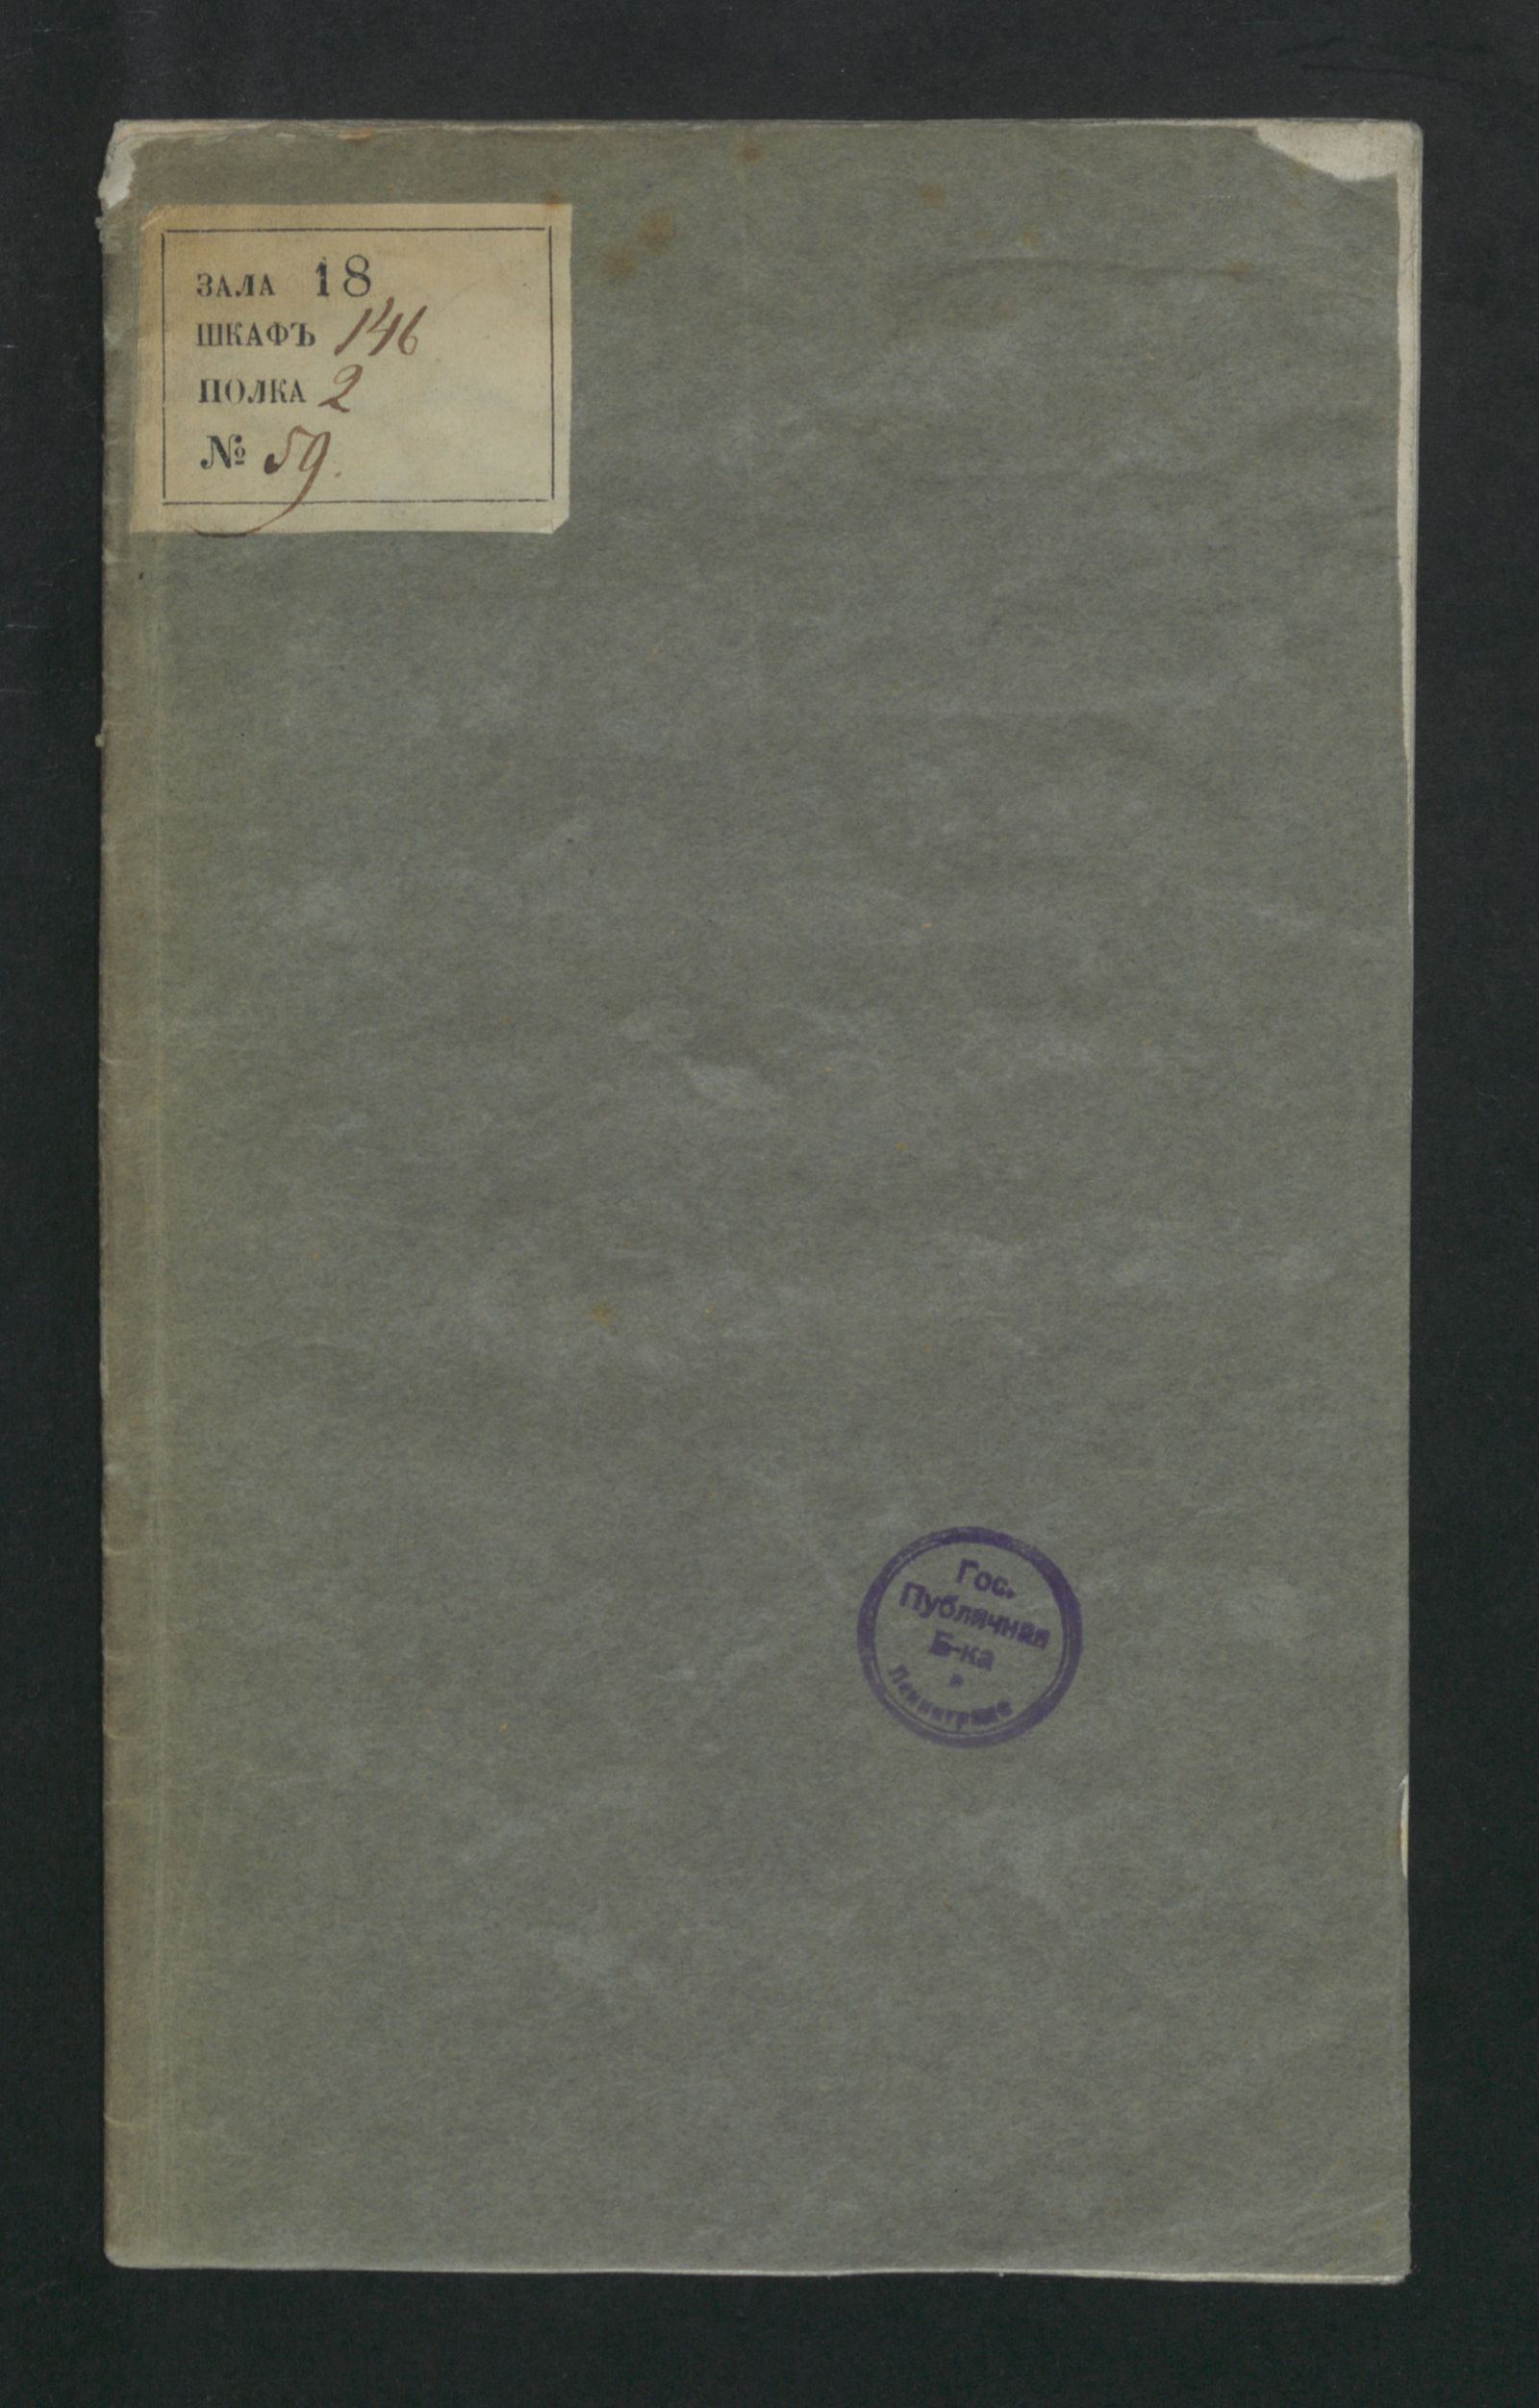 ЗАЛА 18
ШКАФЪ 146
ПОЛКА 2
№ 59.
Гос.
Публичная
Б-ка
в
Ленинграде